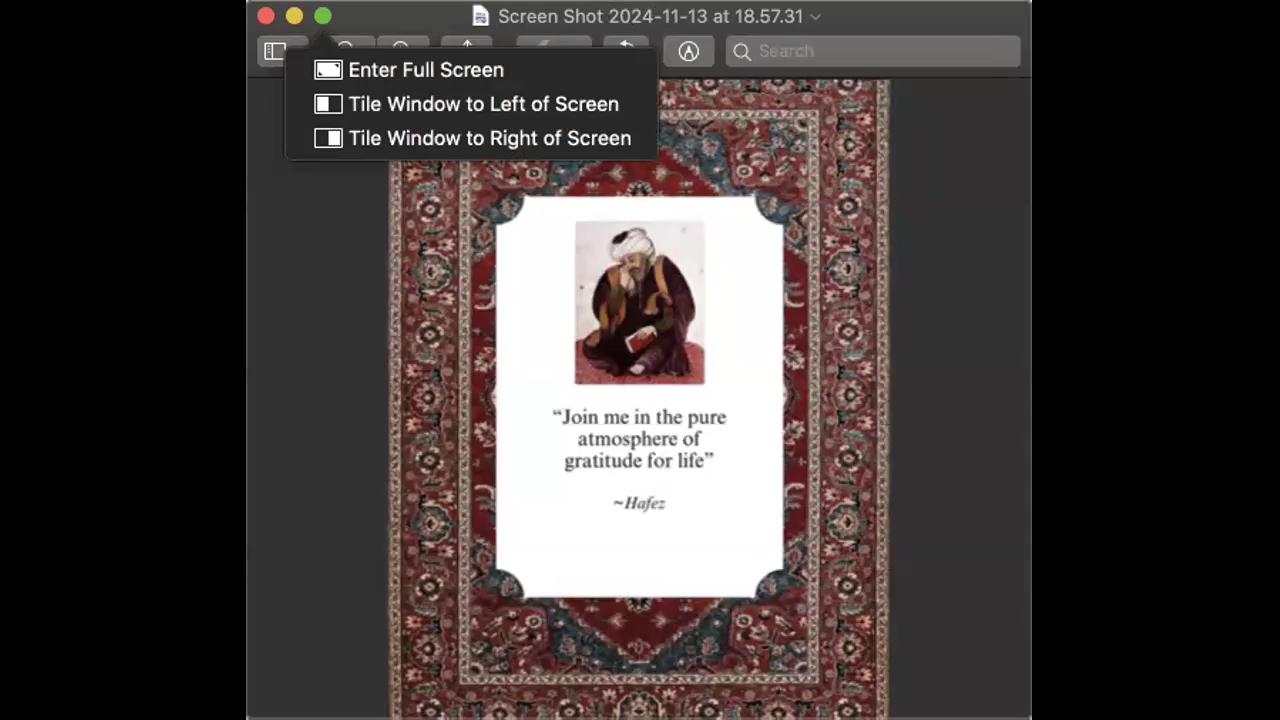 Screen Shot 2024-11-13 at 18.57.31
Search
Enter Full Screen
Tile Window to Left of Screen
Tile Window to Right of Screen
“Join me in the pure
atmosphere of
gratitude for life”
~Hafez